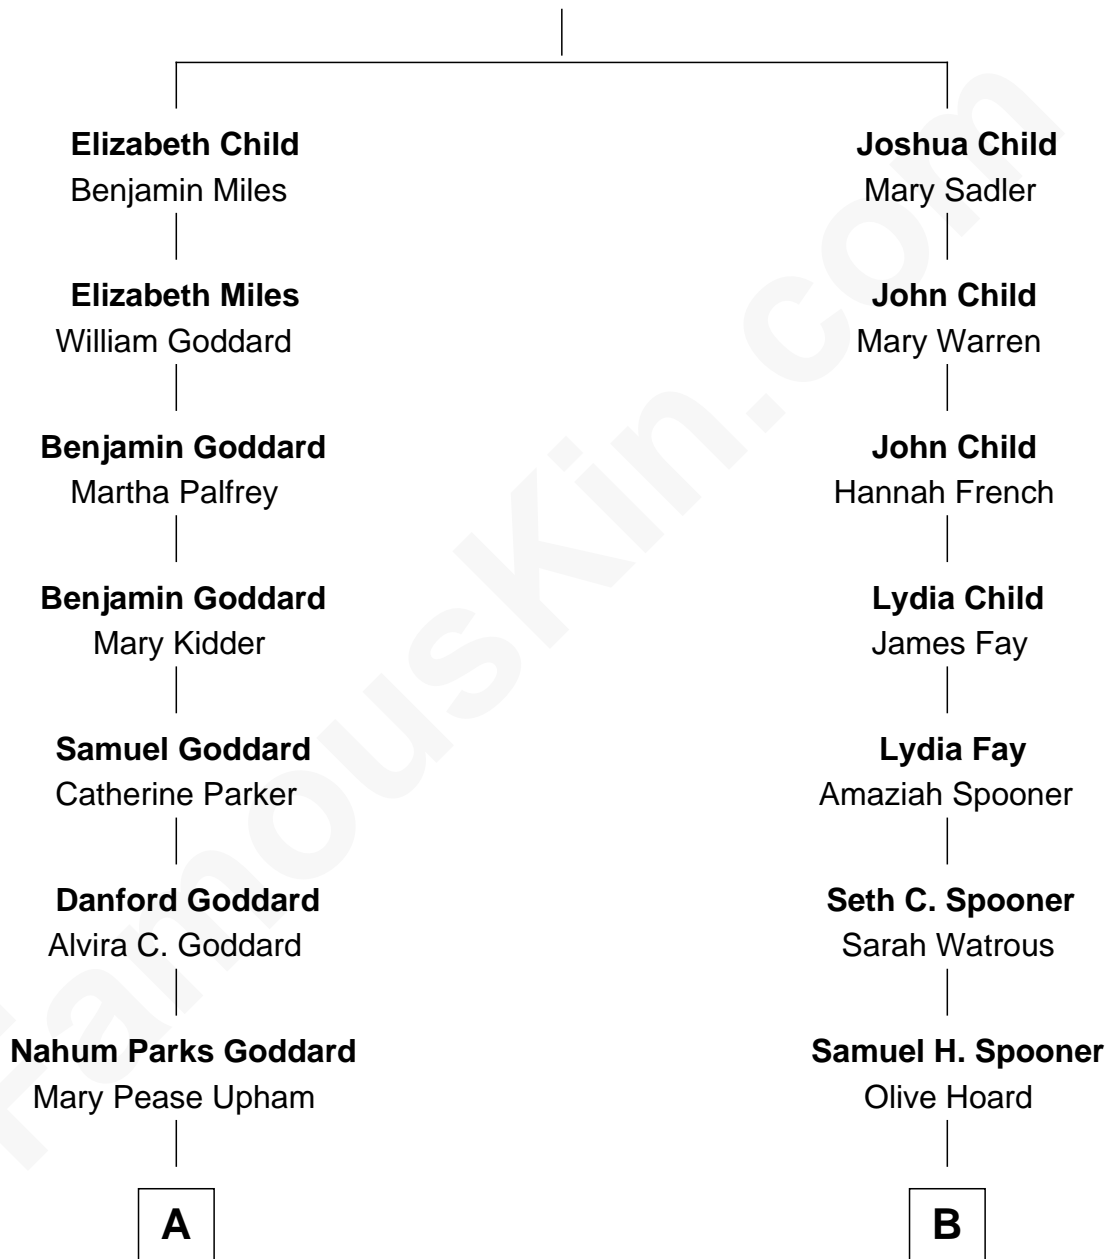 Elizabeth Child
Benjamin Miles
Elizabeth Miles
William Goddard
Benjamin Goddard
Martha Palfrey
Benjamin Goddard
Mary Kidder
Samuel Goddard
Catherine Parker
Danford Goddard
Alvira C. Goddard
Nahum Parks Goddard
Mary Pease Upham
A
Joshua Child
Mary Sadler
John Child
Mary Warren
John Child
Hannah French
Lydia Child
James Fay
Lydia Fay
Amaziah Spooner
Seth C. Spooner
Sarah Watrous
Samuel H. Spooner
Olive Hoard
B
FamousKin.com